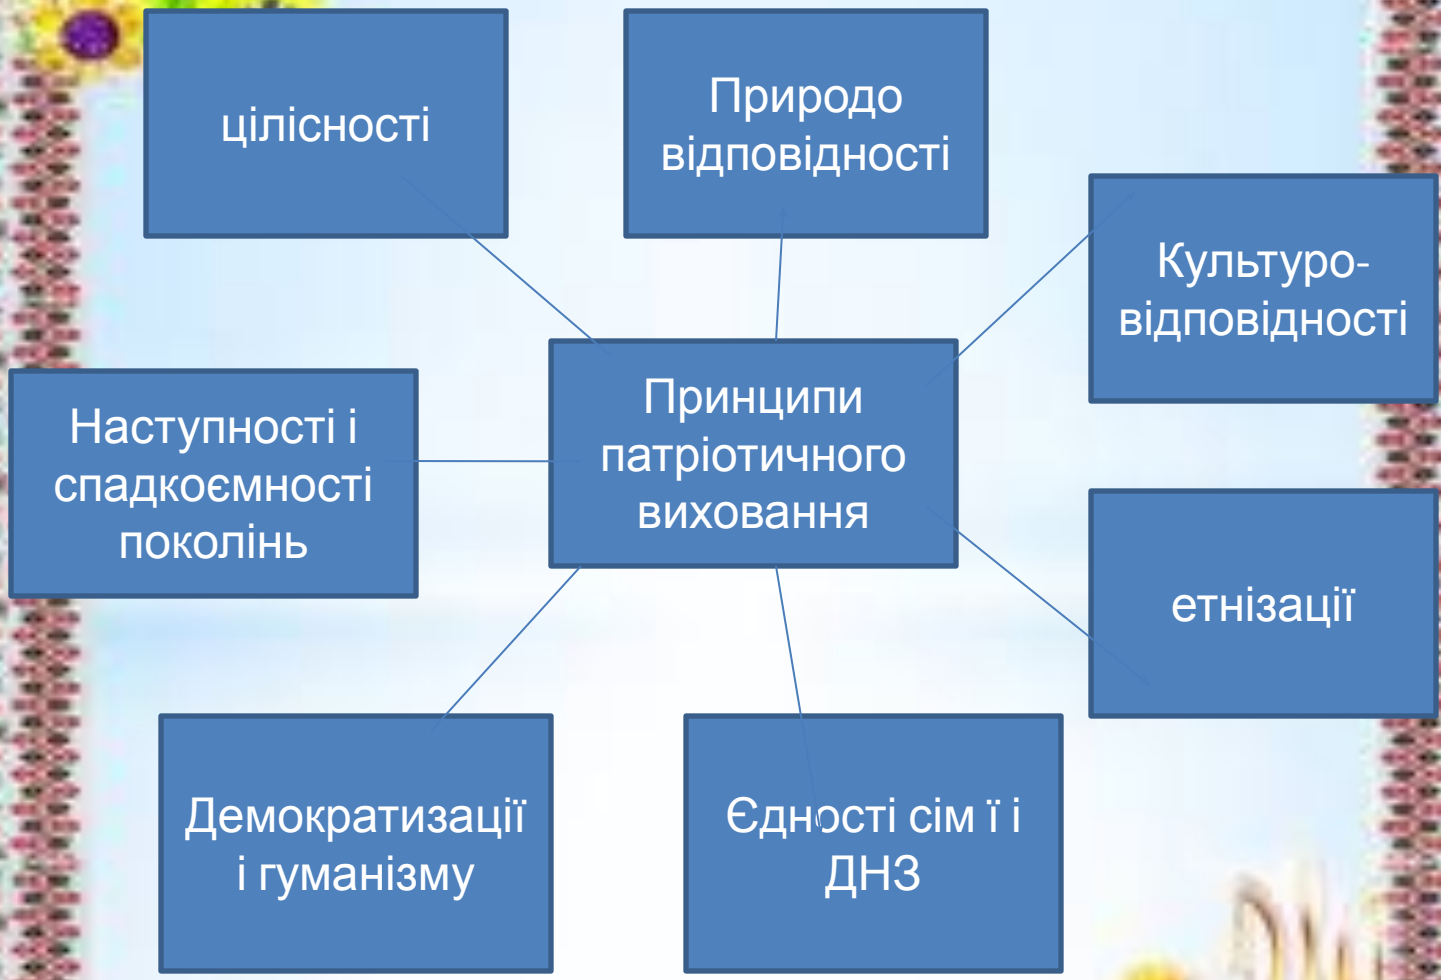 цілісності
Природо
відповідності
Культуро-
відповідності
Наступності і
спадкоємності
поколінь
Принципи
патріотичного
виховання
етнізації
Демократизації
і гуманізму
Єдності сім ї і
ДНЗ